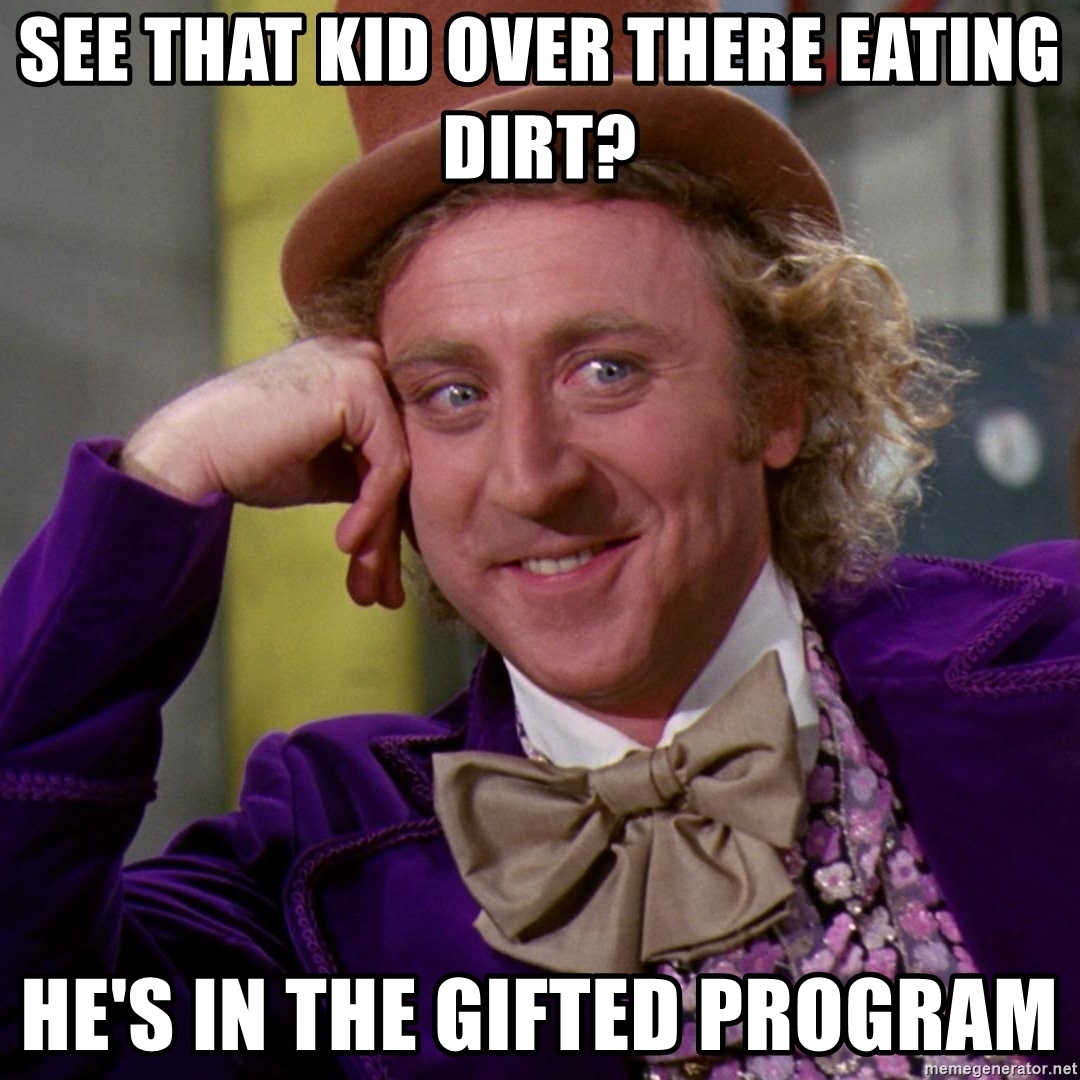 SEE THAT KID OVER THERE EATING
DIRT?
HE'S IN THE GIFTED PROGRAM
memegenerator.net